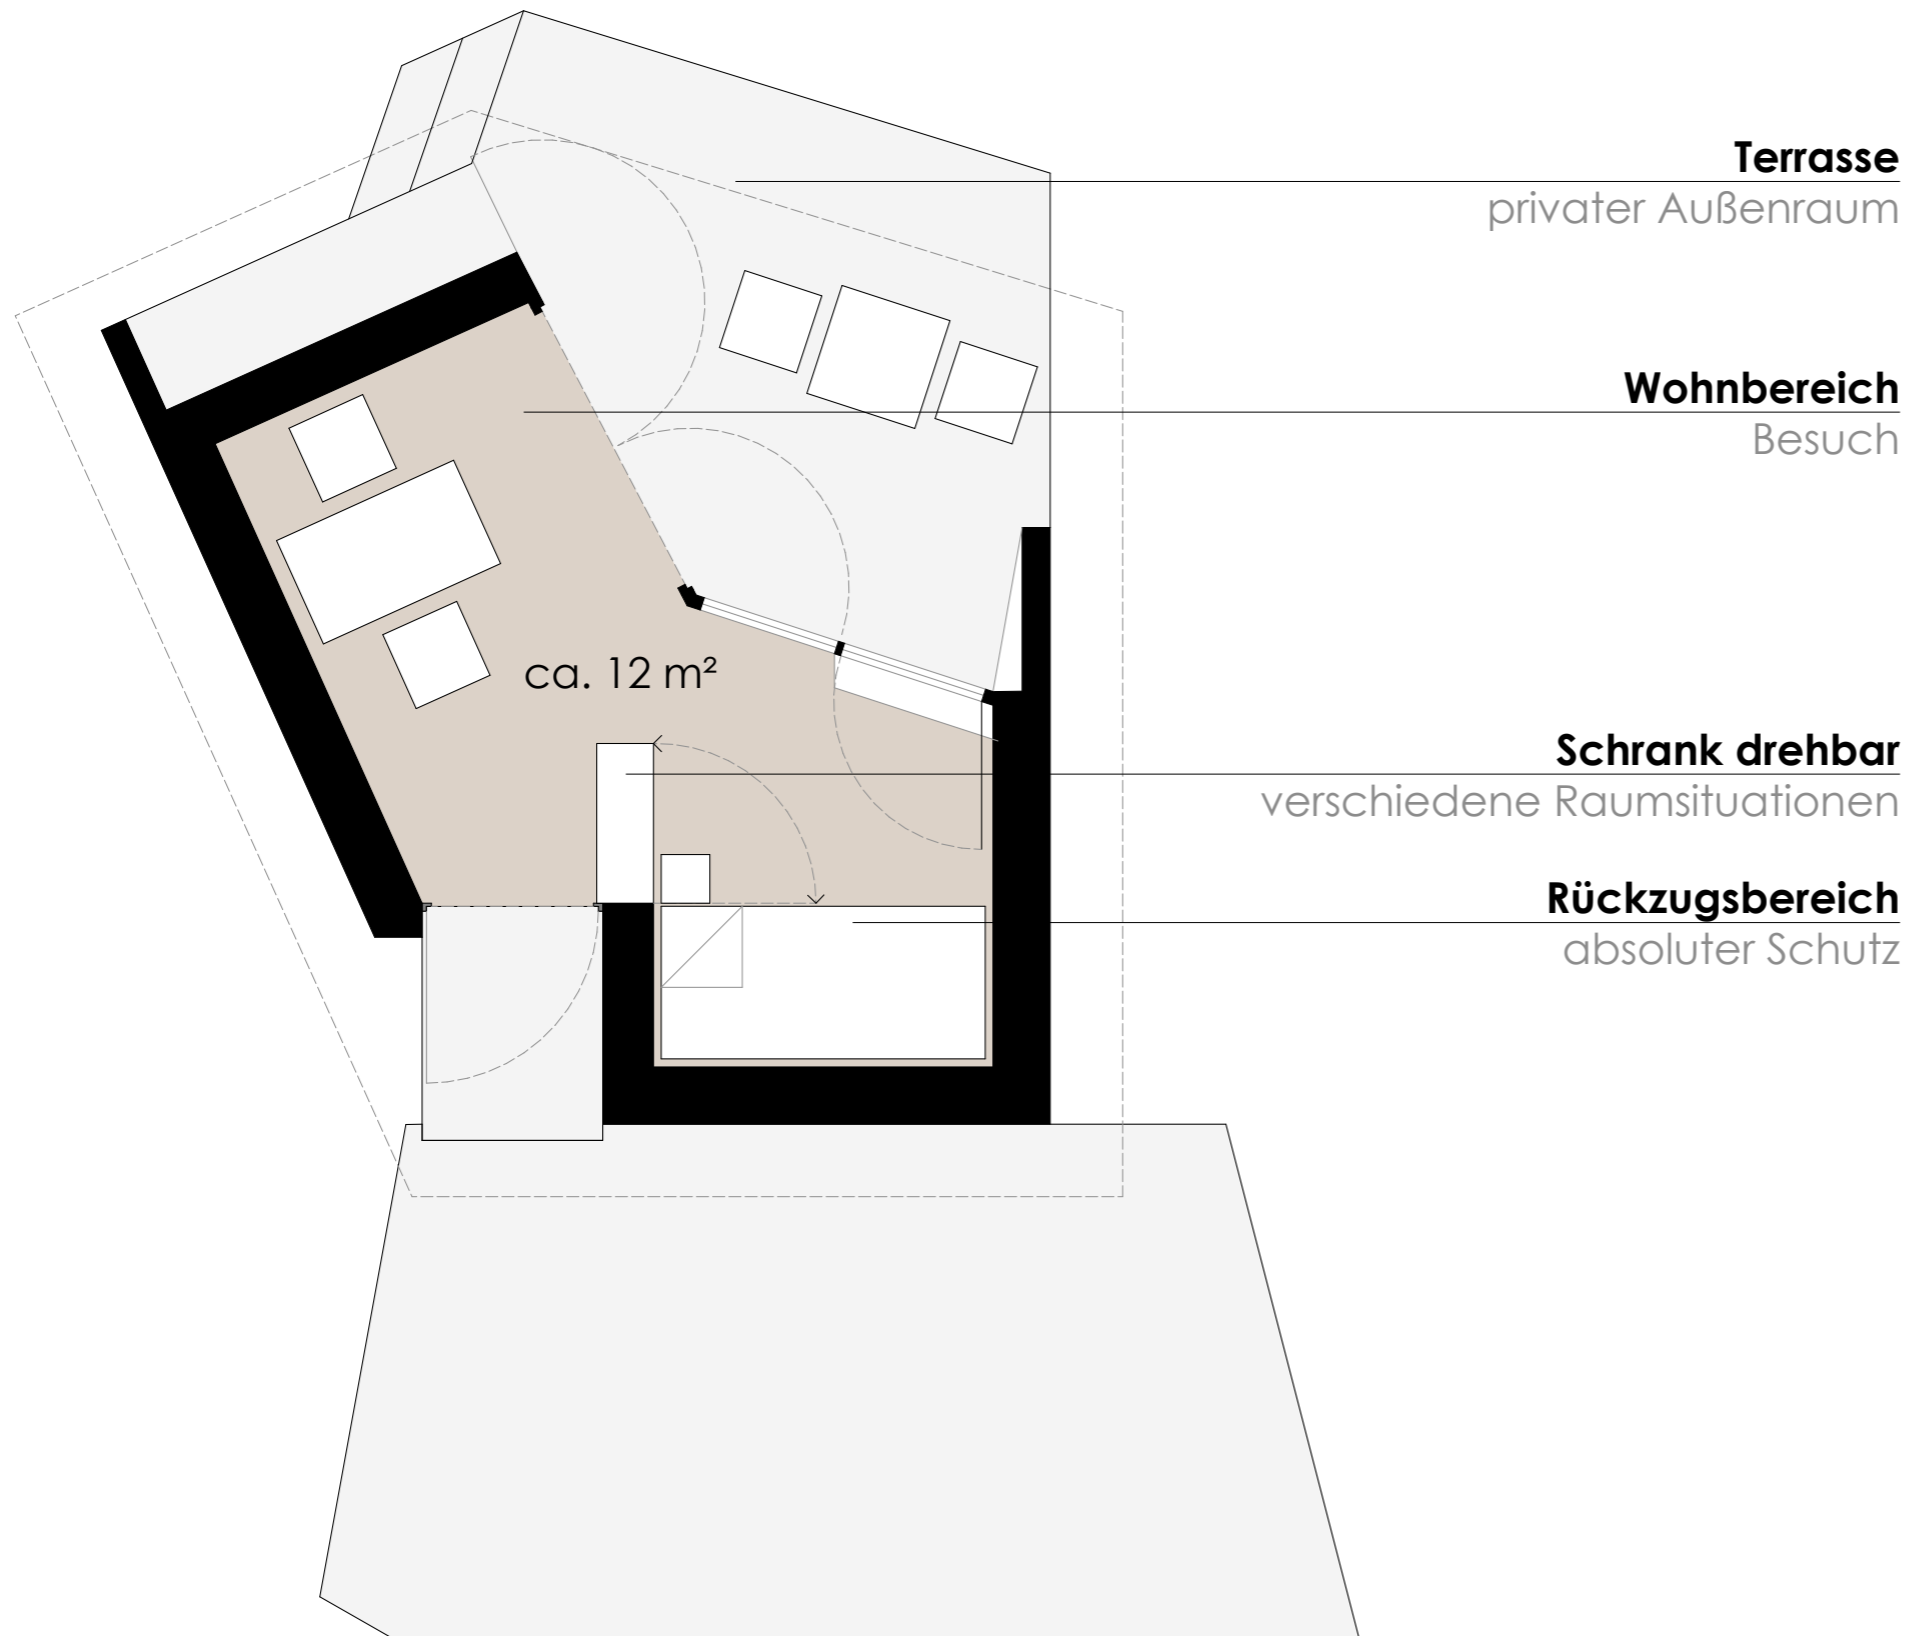 Terrasse
privater Außenraum
Wohnbereich
Besuch
ca. 12 m²
Schrank drehbar
verschiedene Raumsituationen
Rückzugsbereich
absoluter Schutz